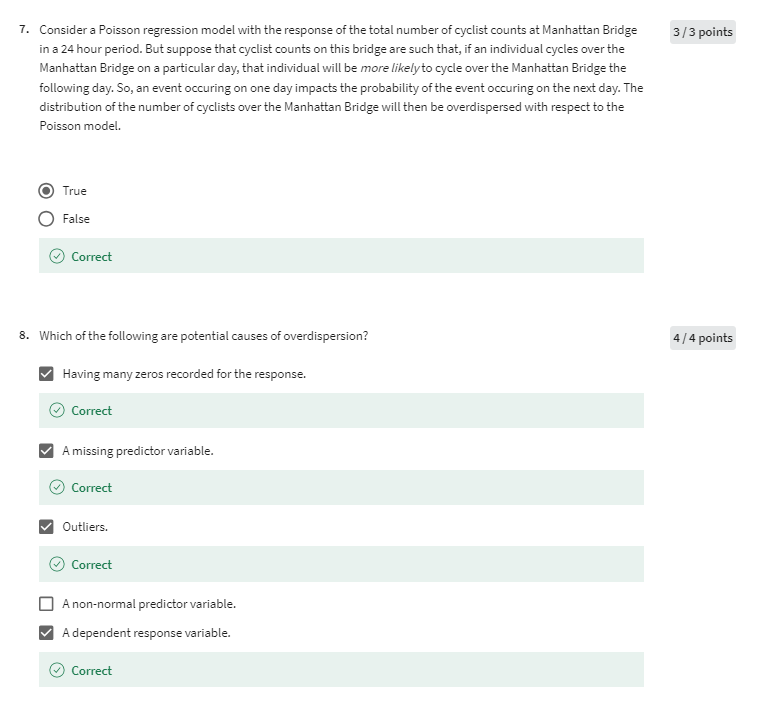 7. Consider a Poisson regression model with the response of the total number of cyclist counts at Manhattan Bridge
3 / 3 points
in a 24 hour period. But suppose that cyclist counts on this bridge are such that, if an individual cycles over the
Manhattan Bridge on a particular day, that individual will be more likely to cycle over the Manhattan Bridge the
following day. So, an event occuring on one day impacts the probability of the event occuring on the next day. The
distribution of the number of cyclists over the Manhattan Bridge will then be overdispersed with respect to the
Poisson model.
True
False
Correct
8. Which of the following are potential causes of overdispersion?
4 / 4 points
Having many zeros recorded for the response.
Correct
A missing predictor variable.
Correct
Outliers.
Correct
A non-normal predictor variable.
A dependent response variable.
Correct